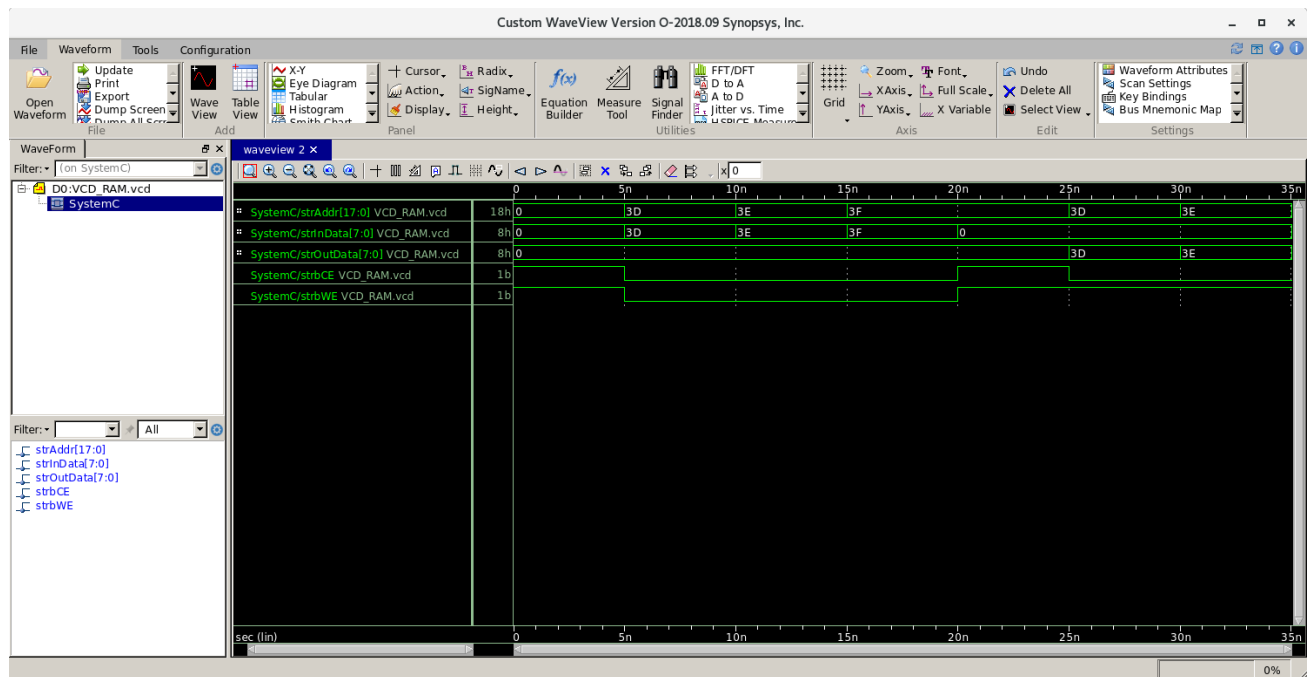 Custom WaveView Version O-2018.09 Synopsys, Inc.
File Waveform Tools Configuration
Open Waveform
Update
Print
Export
Dump Screen
File
Wave View
Table View
Add
X-Y
Eye Diagram
Tabular
Histogram
Smith Chart
Cursor
Action
Display
Radix
SigName
Height
Panel
f(x)
Equation Builder
Measure Tool
Signal Finder
FFT/DFT
D to A
A to D
Jitter vs. Time
Utilities
Grid
Zoom
XAxis
YAxis
Font
Full Scale
X Variable
Axis
Undo
Delete All
Select View
Edit
Waveform Attributes
Scan Settings
Key Bindings
Bus Mnemonic Map
Settings
WaveForm
waveview 2
Filter: (on SystemC)
x 0
D0:VCD_RAM.vcd
SystemC
0 5n 10n 15n 20n 25n 30n 35n
SystemC/strAddr[17:0] VCD_RAM.vcd 18h 0 3D 3E 3F 3D 3E
SystemC/strInData[7:0] VCD_RAM.vcd 8h 0 3D 3E 3F 0
SystemC/strOutData[7:0] VCD_RAM.vcd 8h 0 3D 3E
SystemC/strbCE VCD_RAM.vcd 1b
SystemC/strbWE VCD_RAM.vcd 1b
Filter: All
strAddr[17:0]
strInData[7:0]
strOutData[7:0]
strbCE
strbWE
sec (lin) 0 5n 10n 15n 20n 25n 30n 35n
0%